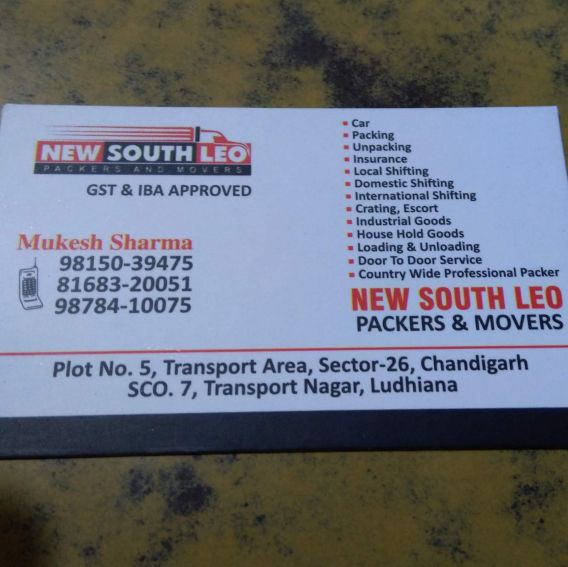 NEW SOUTH LEO
PACKERS AND MOVERS
GST & IBA APPROVED
Mukesh Sharma
98150-39475
81683-20051
98784-10075
Car
Packing
Unpacking
Insurance
Local Shifting
Domestic Shifting
International Shifting
Crating, Escort
Industrial Goods
House Hold Goods
Loading & Unloading
Door To Door Service
Country Wide Professional Packer
NEW SOUTH LEO
PACKERS & MOVERS
Plot No. 5, Transport Area, Sector-26, Chandigarh
SCO. 7, Transport Nagar, Ludhiana